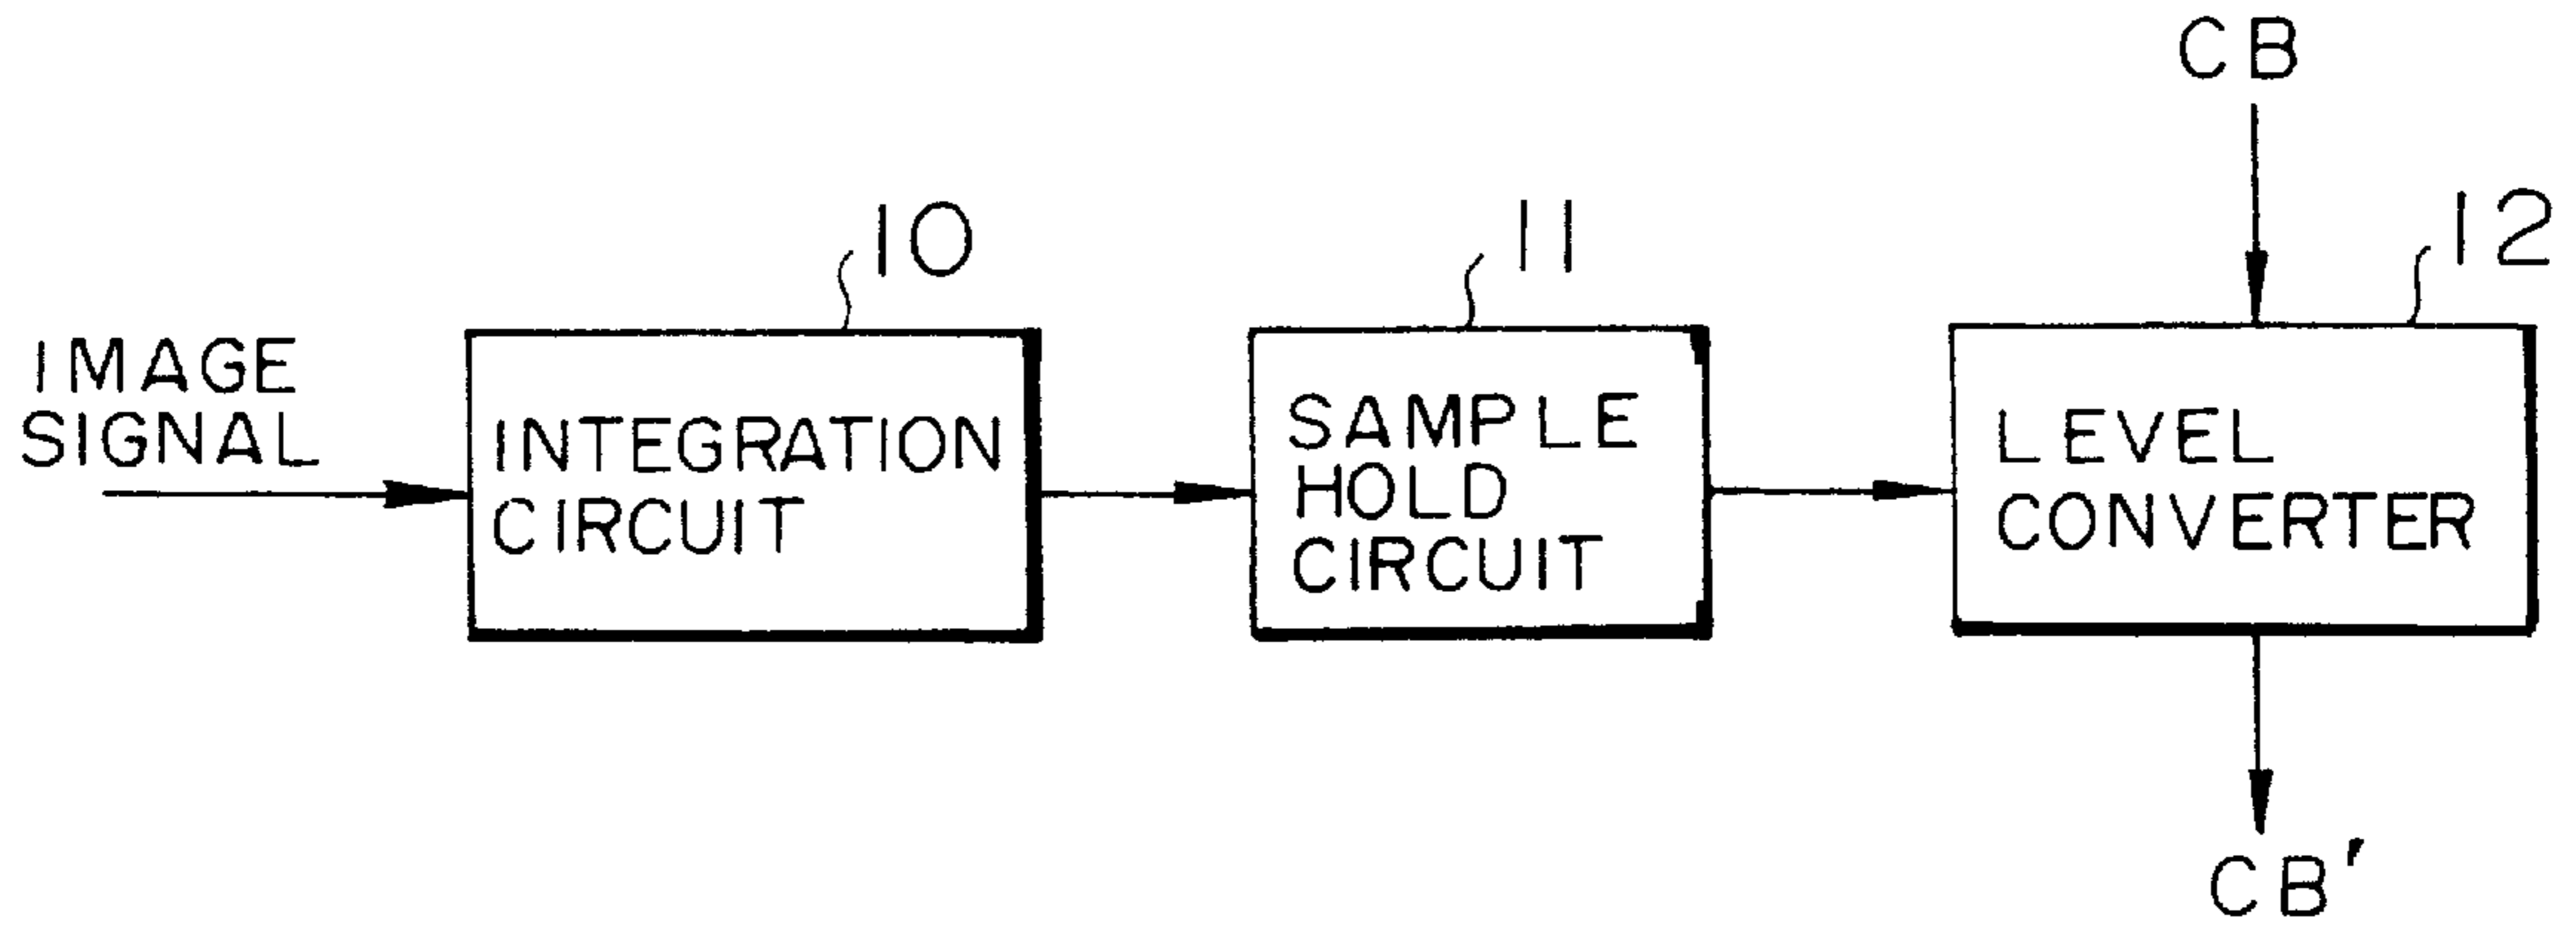 CB
10
11
12
IMAGE
SIGNAL
INTEGRATION
CIRCUIT
SAMPLE
HOLD
CIRCUIT
LEVEL
CONVERTER
CB'